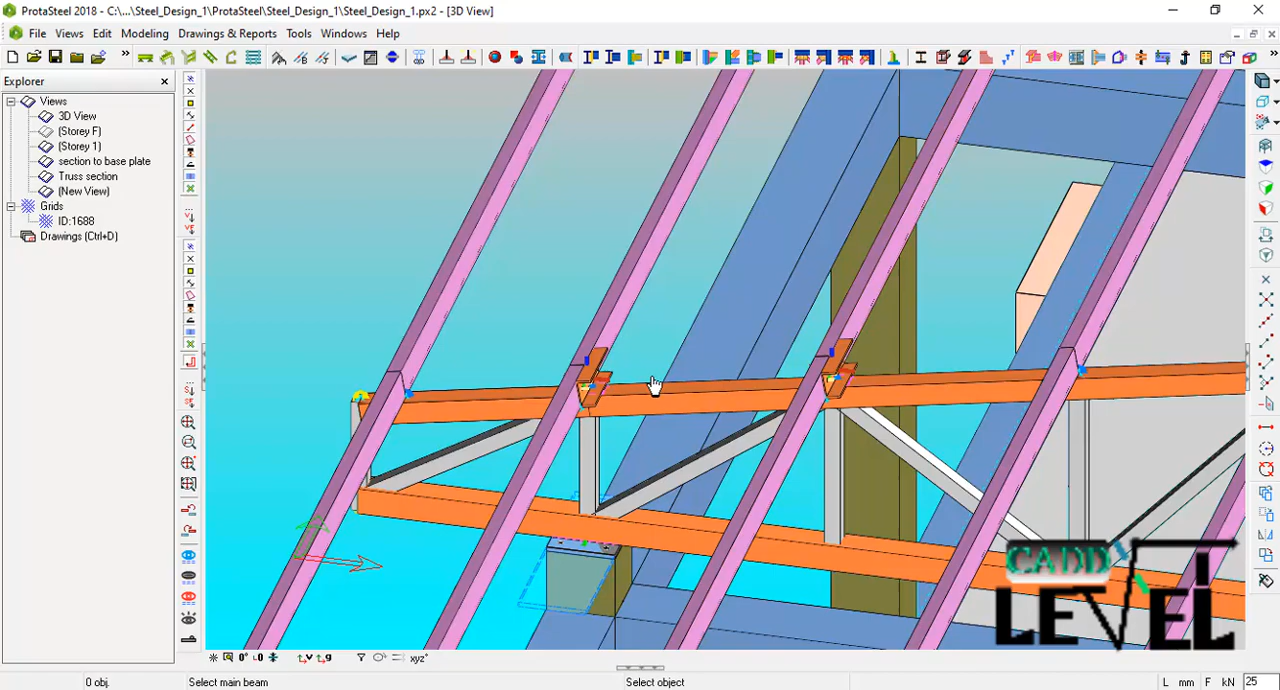 ProtaSteel 2018 - C:\...\Steel_Design_1\ProtaSteel\Steel_Design_1\Steel_Design_1.px2 - [3D View]
File Views Edit Modeling Drawings & Reports Tools Windows Help
Explorer
Views
3D View
(Storey F)
(Storey 1)
section to base plate
Truss section
(New View)
Grids
ID:1688
Drawings (Ctrl+D)
CADD
LEVEL
0 obj.
Select main beam
Select object
L mm F kN 25